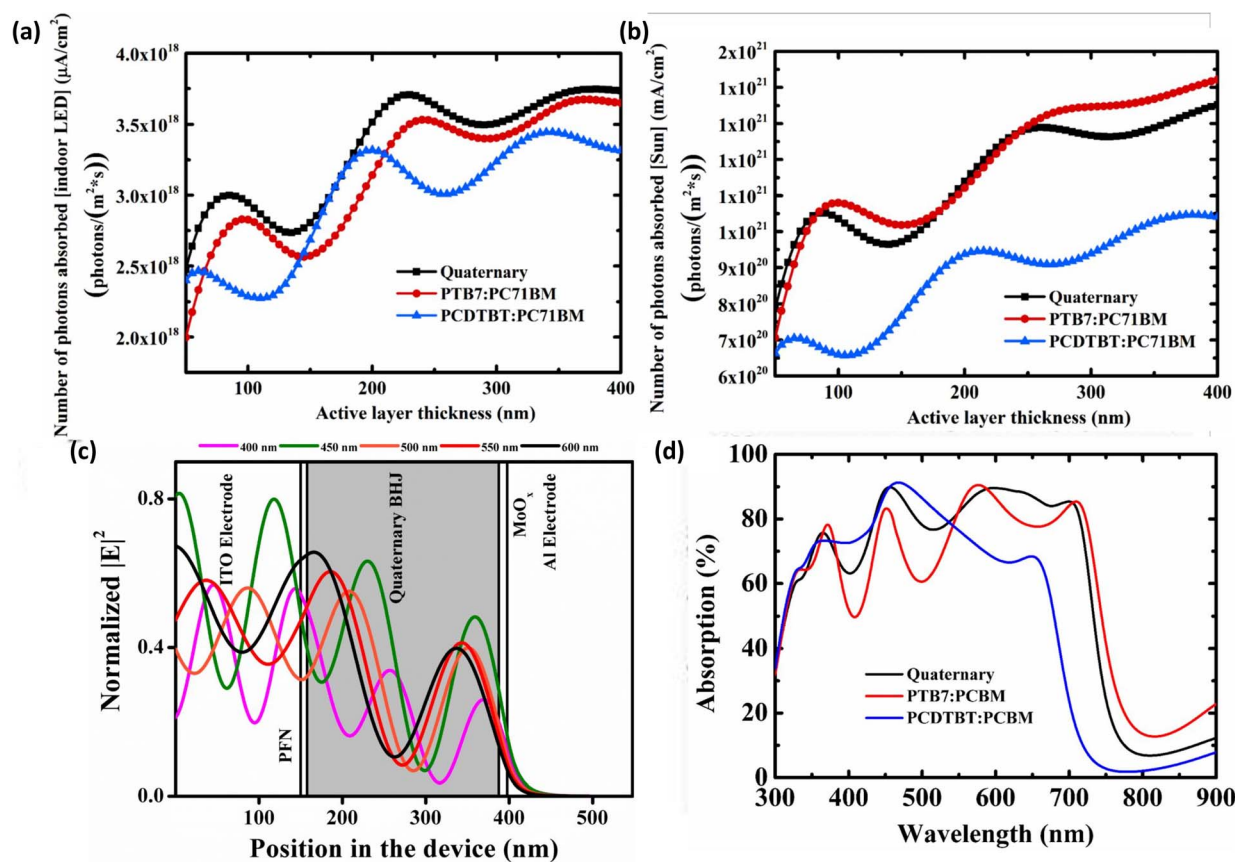 (a)
Number of photons absorbed [indoor LED] (μA/cm²)
(photons/(m²*s))
4.0x10¹⁸
3.5x10¹⁸
3.0x10¹⁸
2.5x10¹⁸
2.0x10¹⁸
Quaternary
PTB7:PC71BM
PCDTBT:PC71BM
100
200
300
400
Active layer thickness (nm)
(b)
Number of photons absorbed [Sun] (mA/cm²)
(photons/(m²*s))
2x10²¹
1x10²¹
1x10²¹
1x10²¹
1x10²¹
1x10²¹
9x10²⁰
8x10²⁰
7x10²⁰
6x10²⁰
Quaternary
PTB7:PC71BM
PCDTBT:PC71BM
100
200
300
400
Active layer thickness (nm)
400 nm 450 nm 500 nm 550 nm 600 nm
(c)
Normalized |E|²
0.8
0.4
0.0
ITO Electrode
PFN
Quaternary BHJ
MoOₓ
Al Electrode
0
100
200
300
400
500
Position in the device (nm)
(d)
Absorption (%)
100
90
80
70
60
50
40
30
20
10
0
Quaternary
PTB7:PCBM
PCDTBT:PCBM
300
400
500
600
700
800
900
Wavelength (nm)